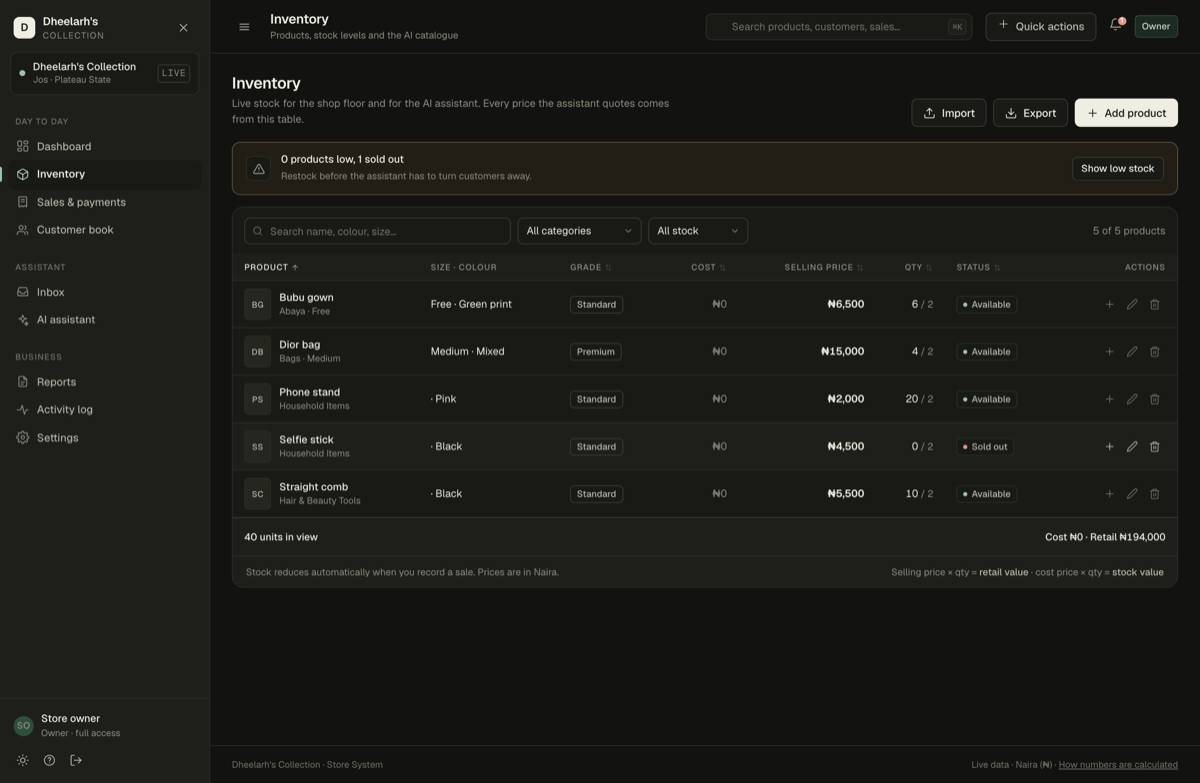 D
Dheelarh's
COLLECTION
Dheelarh's Collection
Jos · Plateau State
LIVE
DAY TO DAY
Dashboard
Inventory
Sales & payments
Customer book
ASSISTANT
Inbox
AI assistant
BUSINESS
Reports
Activity log
Settings
SO
Store owner
Owner · full access
Inventory
Products, stock levels and the AI catalogue
Search products, customers, sales...
⌘K
Quick actions
1
Owner
Inventory
Live stock for the shop floor and for the AI assistant. Every price the assistant quotes comes
from this table.
Import
Export
Add product
0 products low, 1 sold out
Restock before the assistant has to turn customers away.
Show low stock
Search name, colour, size...
All categories
All stock
5 of 5 products
PRODUCT SIZE · COLOUR GRADE COST SELLING PRICE QTY STATUS ACTIONS
BG Bubu gown Free · Green print Standard ₦0 ₦6,500 6 / 2 Available
Abaya · Free
DB Dior bag Medium · Mixed Premium ₦0 ₦15,000 4 / 2 Available
Bags · Medium
PS Phone stand · Pink Standard ₦0 ₦2,000 20 / 2 Available
Household Items
SS Selfie stick · Black Standard ₦0 ₦4,500 0 / 2 Sold out
Household Items
SC Straight comb · Black Standard ₦0 ₦5,500 10 / 2 Available
Hair & Beauty Tools
40 units in view
Cost ₦0 · Retail ₦194,000
Stock reduces automatically when you record a sale. Prices are in Naira.
Selling price × qty = retail value · cost price × qty = stock value
Dheelarh's Collection · Store System
Live data · Naira (₦) · How numbers are calculated